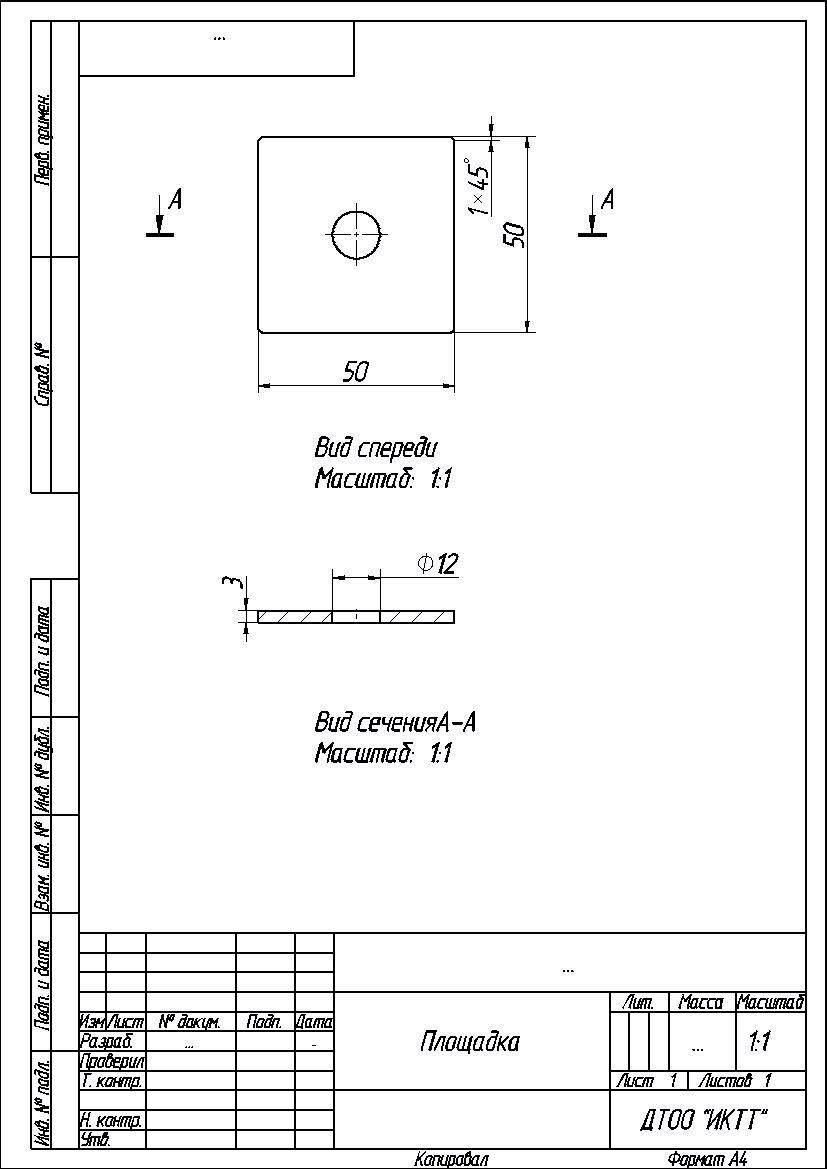 ...
Перв. примен.
Справ. №
Подп. и дата
Инв. № дубл.
Взам. инв. №
Подп. и дата
Инв. № подл.
1×45°
А
А
50
50
Вид спереди
Масштаб: 1:1
Ф12
3
Вид сеченияА-А
Масштаб: 1:1
...
Изм Лист № докум. Подп. Дата
Разраб. ... -
Проверил
Т. контр.
Н. контр.
Утв.
Площадка
Лит. Масса Масштаб
... 1:1
Лист 1 Листов 1
ДТОО "ИКТТ"
Копировал Формат А4